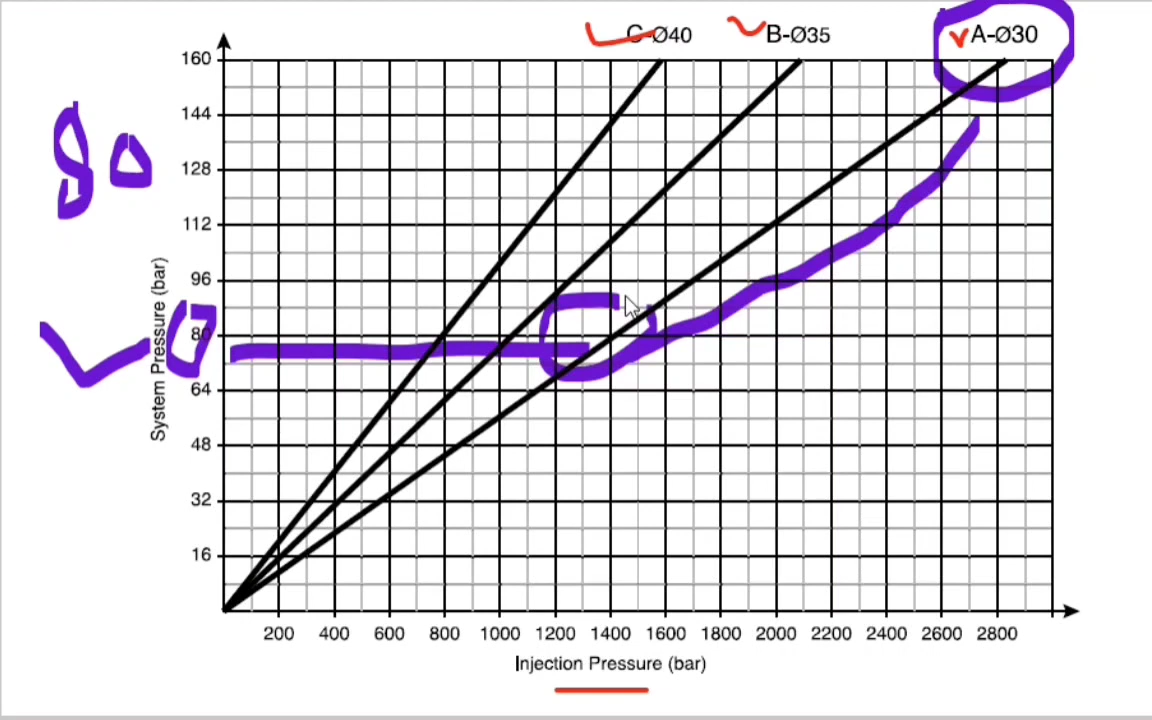 C-Ø40 B-Ø35 A-Ø30
160
144
80
128
112
96
80
64
48
32
16
System Pressure (bar)
200 400 600 800 1000 1200 1400 1600 1800 2000 2200 2400 2600 2800
Injection Pressure (bar)